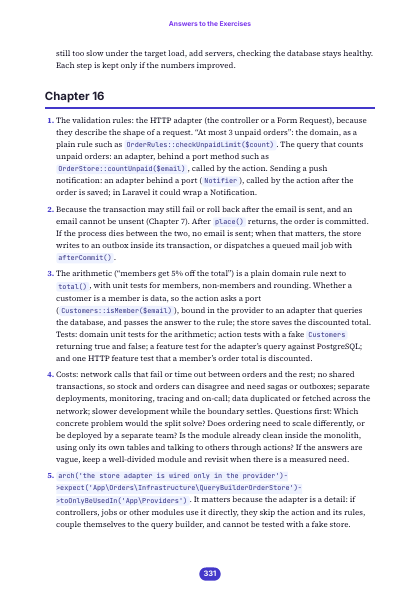 Answers to the Exercises
still too slow under the target load, add servers, checking the database stays healthy.
Each step is kept only if the numbers improved.
Chapter 16
1. The validation rules: the HTTP adapter (the controller or a Form Request), because
they describe the shape of a request. “At most 3 unpaid orders”: the domain, as a
plain rule such as OrderRules::checkUnpaidLimit($count) . The query that counts
unpaid orders: an adapter, behind a port method such as
OrderStore::countUnpaid($email) , called by the action. Sending a push
notification: an adapter behind a port ( Notifier ), called by the action after the
order is saved; in Laravel it could wrap a Notification.
2. Because the transaction may still fail or roll back after the email is sent, and an
email cannot be unsent (Chapter 7). After place() returns, the order is committed.
If the process dies between the two, no email is sent; when that matters, the store
writes to an outbox inside its transaction, or dispatches a queued mail job with
afterCommit() .
3. The arithmetic (“members get 5% off the total”) is a plain domain rule next to
total() , with unit tests for members, non-members and rounding. Whether a
customer is a member is data, so the action asks a port
( Customers::isMember($email) ), bound in the provider to an adapter that queries
the database, and passes the answer to the rule; the store saves the discounted total.
Tests: domain unit tests for the arithmetic; action tests with a fake Customers
returning true and false; a feature test for the adapter’s query against PostgreSQL;
and one HTTP feature test that a member’s order total is discounted.
4. Costs: network calls that fail or time out between orders and the rest; no shared
transactions, so stock and orders can disagree and need sagas or outboxes; separate
deployments, monitoring, tracing and on-call; data duplicated or fetched across the
network; slower development while the boundary settles. Questions first: Which
concrete problem would the split solve? Does ordering need to scale differently, or
be deployed by a separate team? Is the module already clean inside the monolith,
using only its own tables and talking to others through actions? If the answers are
vague, keep a well-divided module and revisit when there is a measured need.
5. arch('the store adapter is wired only in the provider')-
>expect('App\Orders\Infrastructure\QueryBuilderOrderStore')-
>toOnlyBeUsedIn('App\Providers') . It matters because the adapter is a detail: if
controllers, jobs or other modules use it directly, they skip the action and its rules,
couple themselves to the query builder, and cannot be tested with a fake store.
331